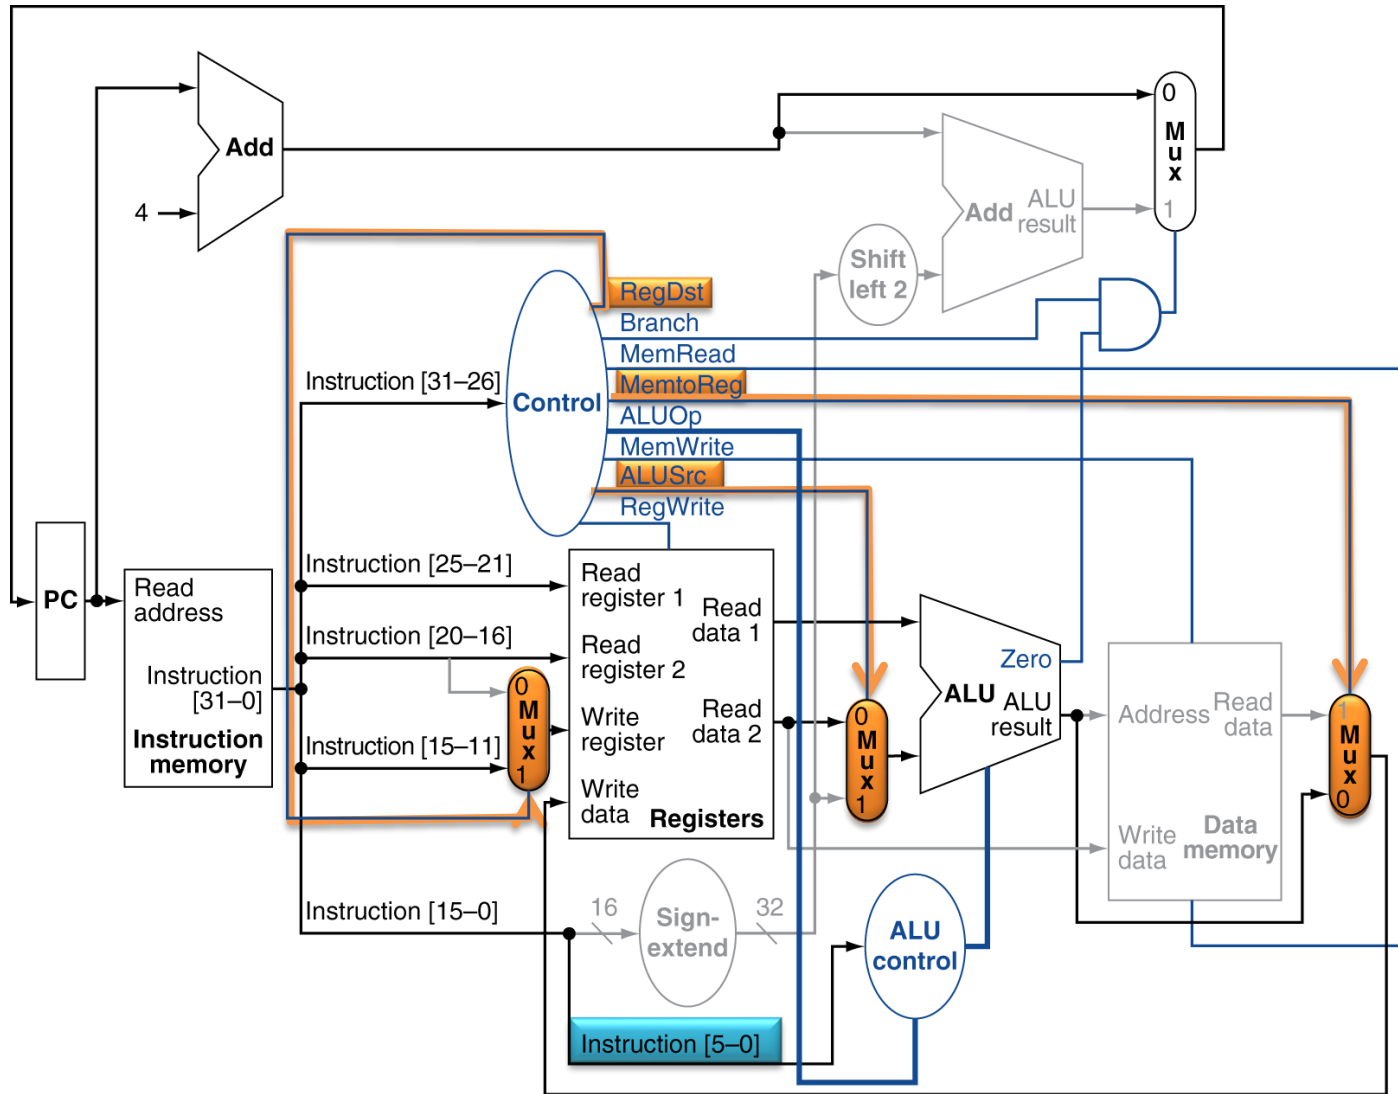 0
M
u
x
1
Add
4
Add
ALU
result
Shift
left 2
RegDst
Branch
MemRead
MemtoReg
ALUOp
MemWrite
ALUSrc
RegWrite
Instruction [31–26]
Control
Instruction [25–21]
Instruction [20–16]
Instruction [15–11]
Instruction [15–0]
PC
Read
address
Instruction
[31–0]
Instruction
memory
0
M
u
x
1
Read
register 1
Read
register 2
Write
register
Write
data
Read
data 1
Read
data 2
Registers
0
M
u
x
1
Zero
ALU
ALU
result
Address
Read
data
Write
data
Data
memory
1
M
u
x
0
16
Sign-
extend
32
ALU
control
Instruction [5–0]